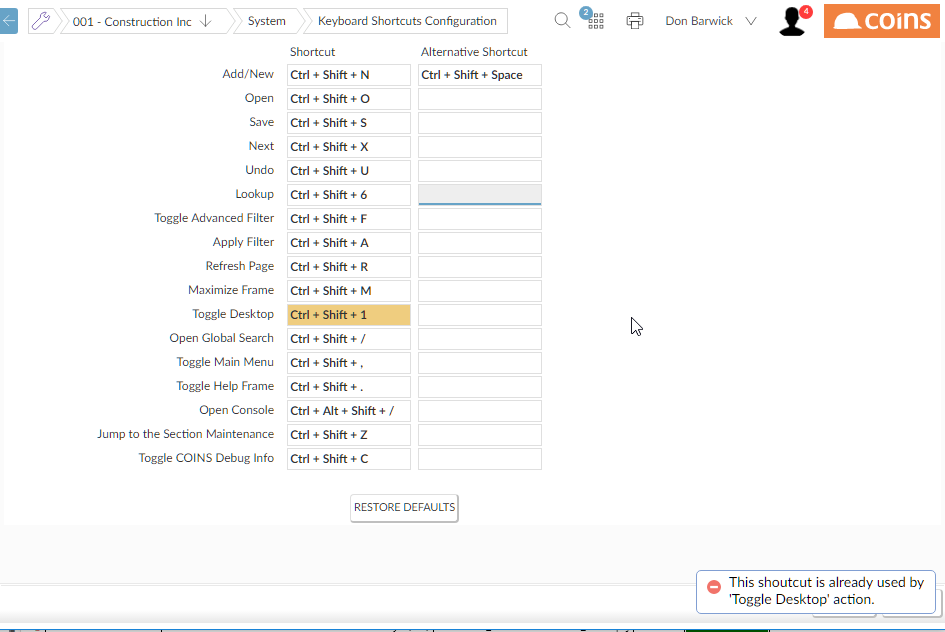 001 - Construction Inc System Keyboard Shortcuts Configuration 2 Don Barwick 4 coins
Shortcut Alternative Shortcut
Add/New Ctrl + Shift + N Ctrl + Shift + Space
Open Ctrl + Shift + O
Save Ctrl + Shift + S
Next Ctrl + Shift + X
Undo Ctrl + Shift + U
Lookup Ctrl + Shift + 6
Toggle Advanced Filter Ctrl + Shift + F
Apply Filter Ctrl + Shift + A
Refresh Page Ctrl + Shift + R
Maximize Frame Ctrl + Shift + M
Toggle Desktop Ctrl + Shift + 1
Open Global Search Ctrl + Shift + /
Toggle Main Menu Ctrl + Shift + ,
Toggle Help Frame Ctrl + Shift + .
Open Console Ctrl + Alt + Shift + /
Jump to the Section Maintenance Ctrl + Shift + Z
Toggle COINS Debug Info Ctrl + Shift + C
RESTORE DEFAULTS
This shoutcut is already used by
'Toggle Desktop' action.